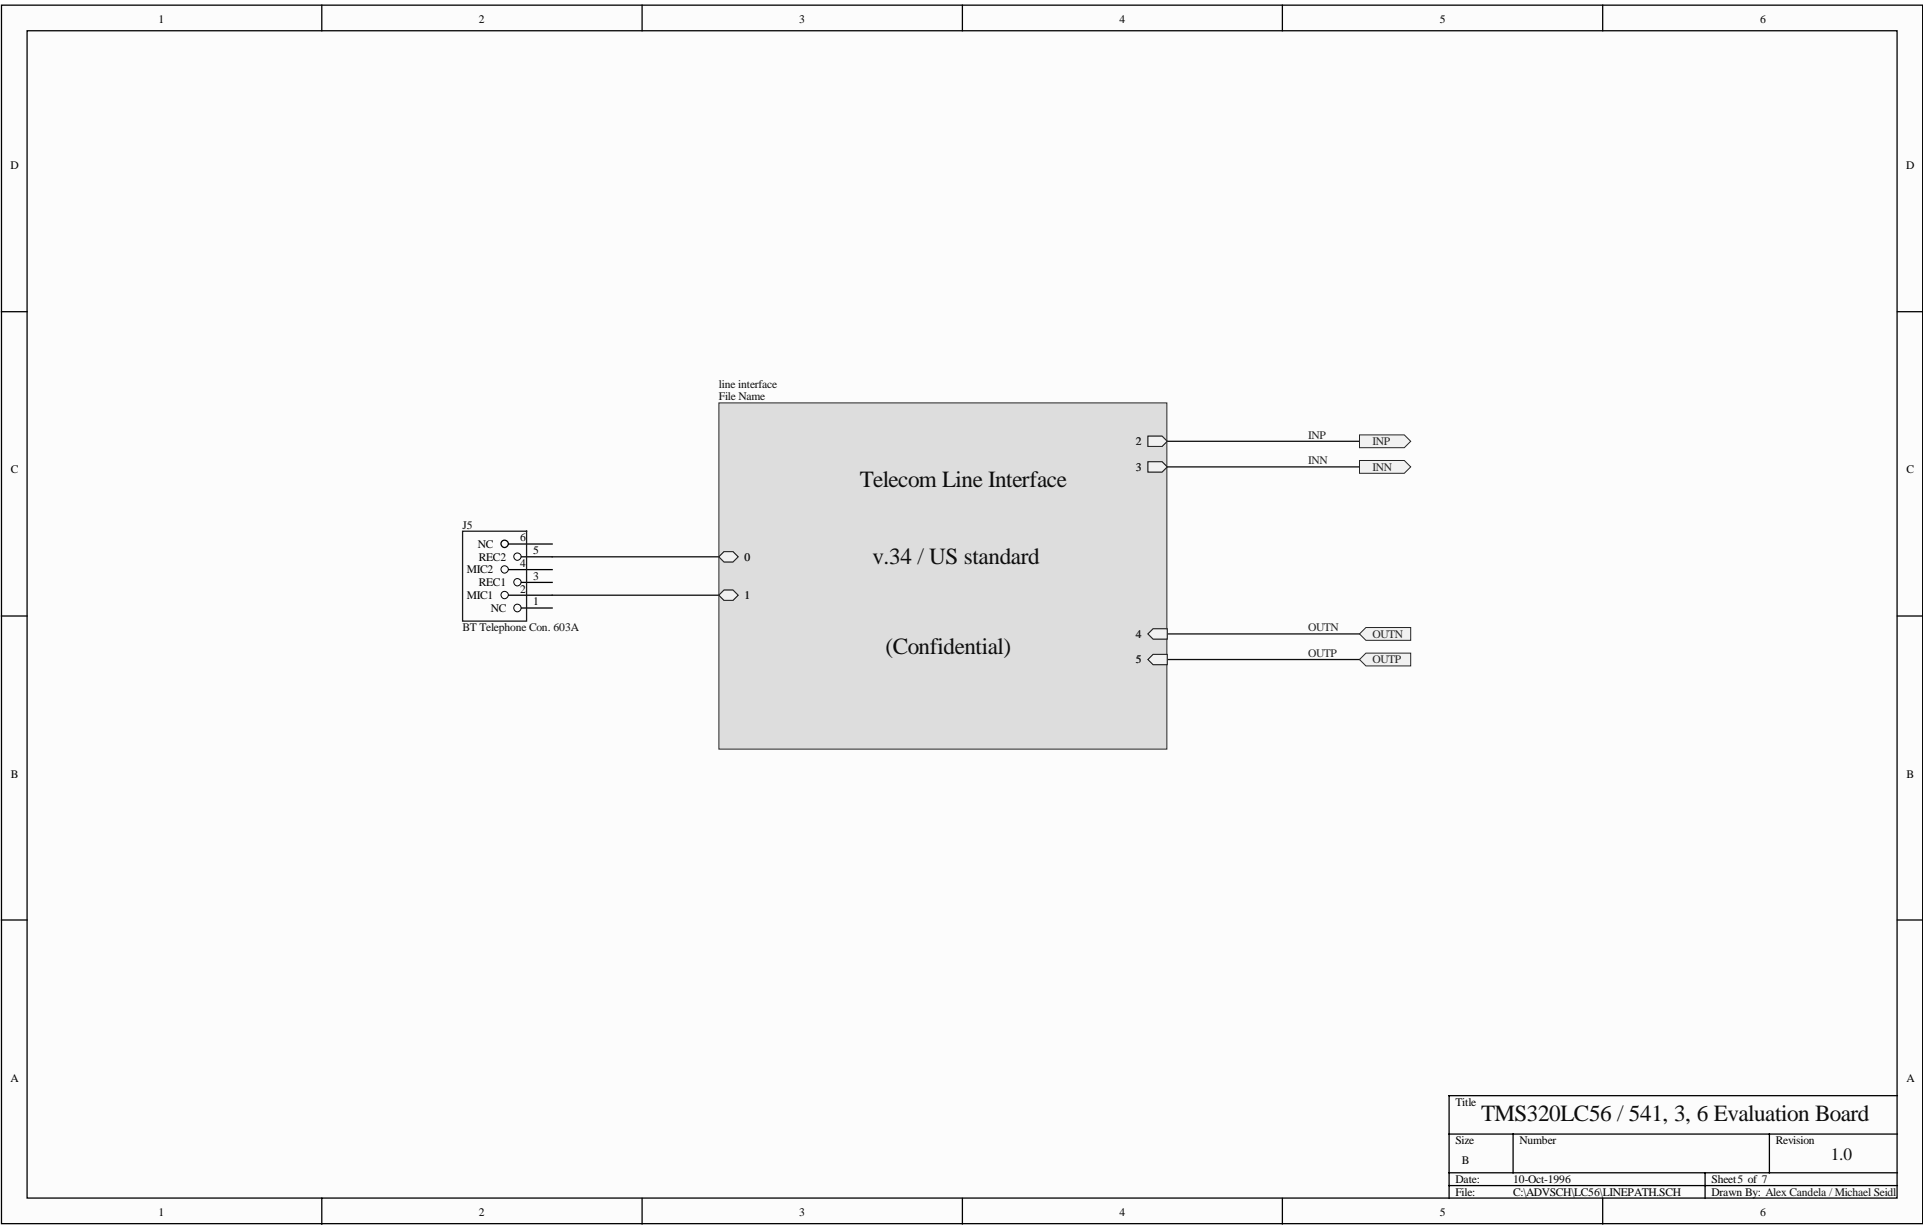 1 2 3 4 5 6
D D
line interface
File Name
2 INP INP
C C
3 INN INN
Telecom Line Interface
J5
NC 6
REC2 5
0 v.34 / US standard
MIC2 4
REC1 3
MIC1 2
1
NC 1
BT Telephone Con. 603A
4 OUTN OUTN
(Confidential)
5 OUTP OUTP
B B
A A
Title TMS320LC56 / 541, 3, 6 Evaluation Board
Size Number Revision
B 1.0
Date: 10-Oct-1996 Sheet5 of 7
File: C:\ADVSCH\LC56\LINEPATH.SCH Drawn By: Alex Candela / Michael Seidl
1 2 3 4 5 6